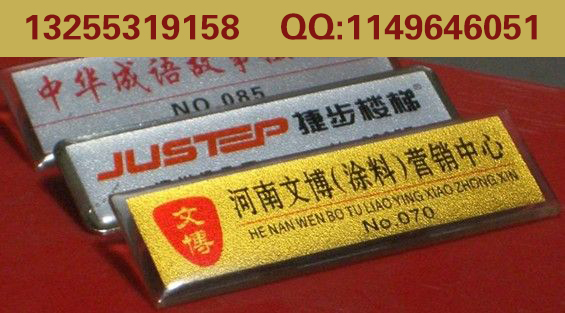 13255319158 QQ:1149646051
中华成语故事
NO.085
JUSTEP 捷步楼梯®
文博
河南文博(涂料)营销中心
HE NAN WEN BO TU LIAO YING XIAO ZHONG XIN
No.070